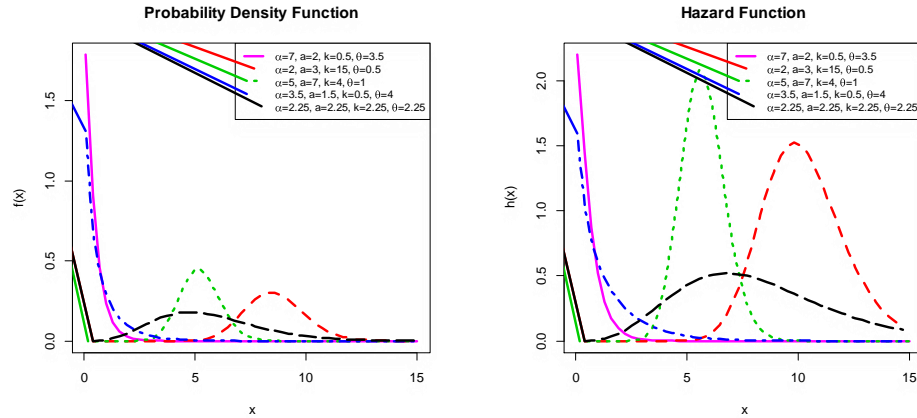 Probability Density Function
α=7, a=2, k=0.5, θ=3.5
α=2, a=3, k=15, θ=0.5
α=5, a=7, k=4, θ=1
α=3.5, a=1.5, k=0.5, θ=4
α=2.25, a=2.25, k=2.25, θ=2.25
f(x)
0.0
0.5
1.0
1.5
0
5
10
15
x
Hazard Function
α=7, a=2, k=0.5, θ=3.5
α=2, a=3, k=15, θ=0.5
α=5, a=7, k=4, θ=1
α=3.5, a=1.5, k=0.5, θ=4
α=2.25, a=2.25, k=2.25, θ=2.25
h(x)
0.0
0.5
1.0
1.5
2.0
0
5
10
15
x